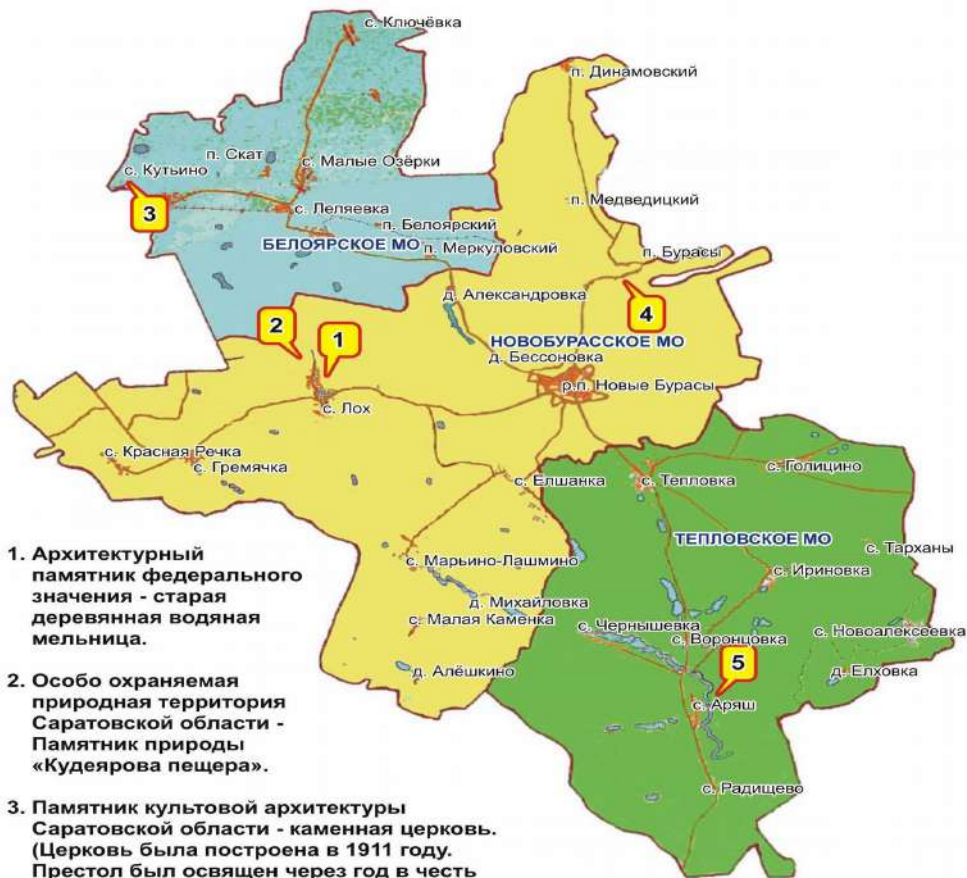 с. Ключёвка
п. Динамовский
п. Скат
с. Малые Озёрки
с. Кутьино
3
с. Леляевка
п. Медведицкий
п. Белоярский
БЕЛОЯРСКОЕ МО
п. Меркуловский
п. Бурасы
д. Александровка
4
2
1
НОВОБУРАССКОЕ МО
д. Бессоновка
р.п. Новые Бурасы
с. Лох
с. Красная Речка
с. Гремячка
с. Елшанка
с. Тепловка
с. Голицино
ТЕПЛОВСКОЕ МО
с. Тарханы
с. Марьино-Лашмино
с. Ириновка
д. Михайловка
с. Малая Каменка
с. Чернышевка
с. Воронцовка
с. Новоалексеевка
5
д. Алёшкино
д. Елховка
с. Аряш
с. Радищево
1. Архитектурный
памятник федерального
значения - старая
деревянная водяная
мельница.
2. Особо охраняемая
природная территория
Саратовской области -
Памятник природы
«Кудеярова пещера».
3. Памятник культовой архитектуры
Саратовской области - каменная церковь.
(Церковь была построена в 1911 году.
Престол был освящен через год в честь